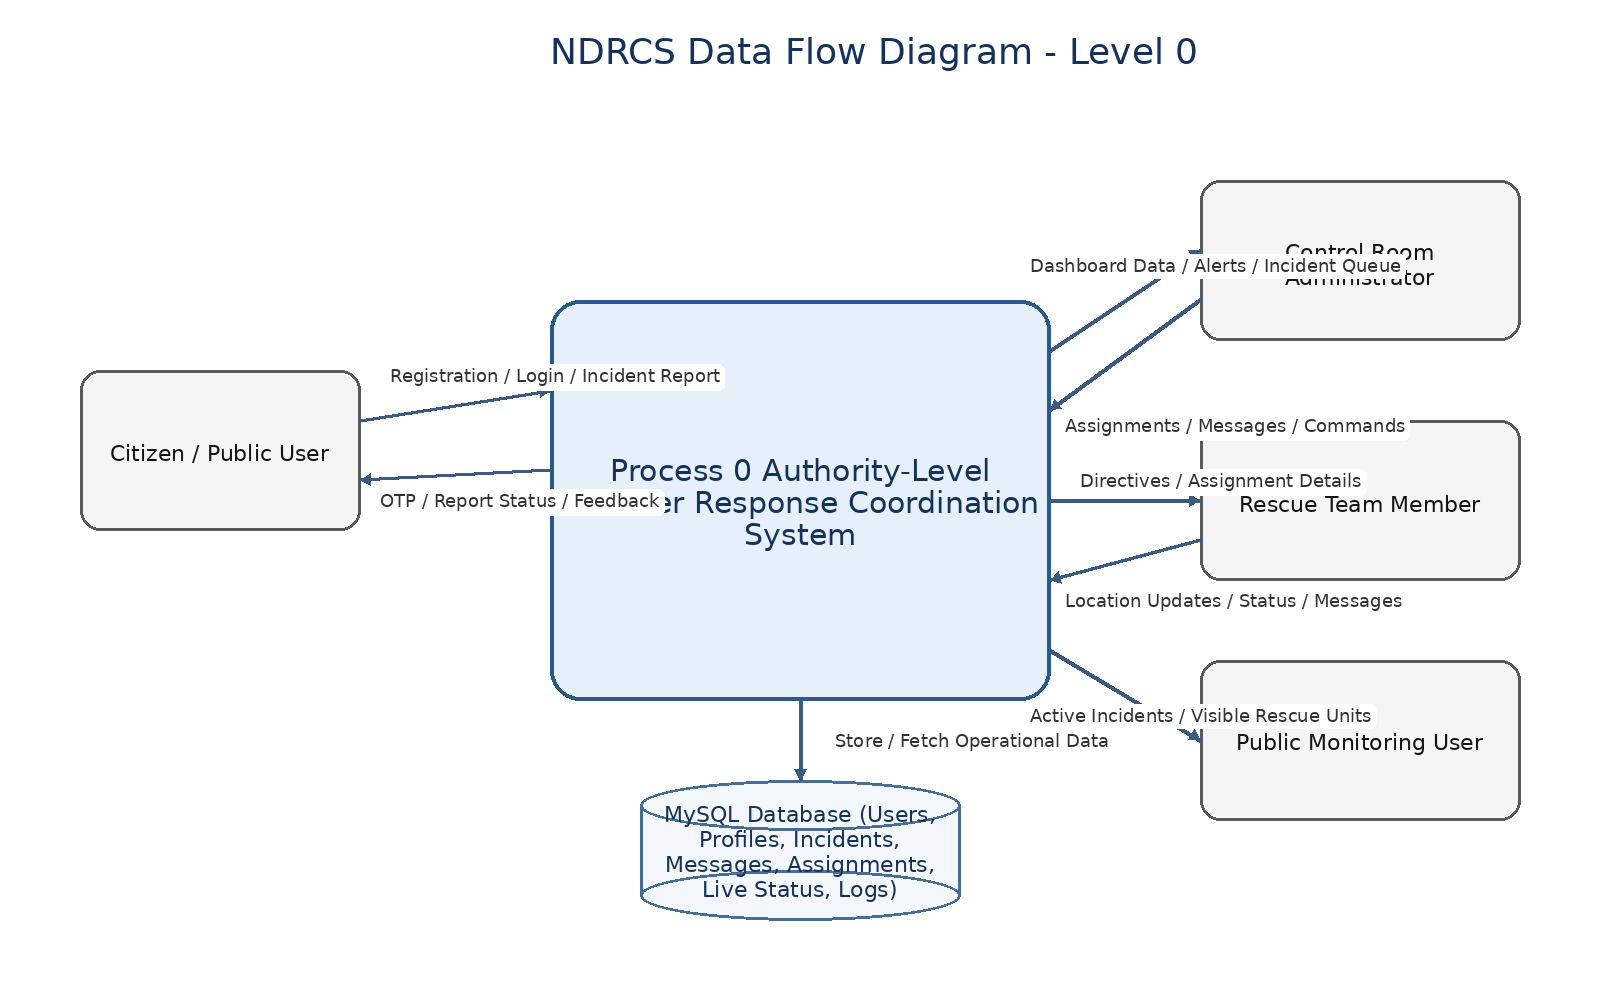 NDRCS Data Flow Diagram - Level 0
Control Room
Administrator
Dashboard Data / Alerts / Incident Queue
Registration / Login / Incident Report
Citizen / Public User
OTP / Report Status / Feedback
Process 0 Authority-Level
Response Coordination
System
Assignments / Messages / Commands
Directives / Assignment Details
Rescue Team Member
Location Updates / Status / Messages
Active Incidents / Visible Rescue Units
Public Monitoring User
Store / Fetch Operational Data
MySQL Database (Users,
Profiles, Incidents,
Messages, Assignments,
Live Status, Logs)